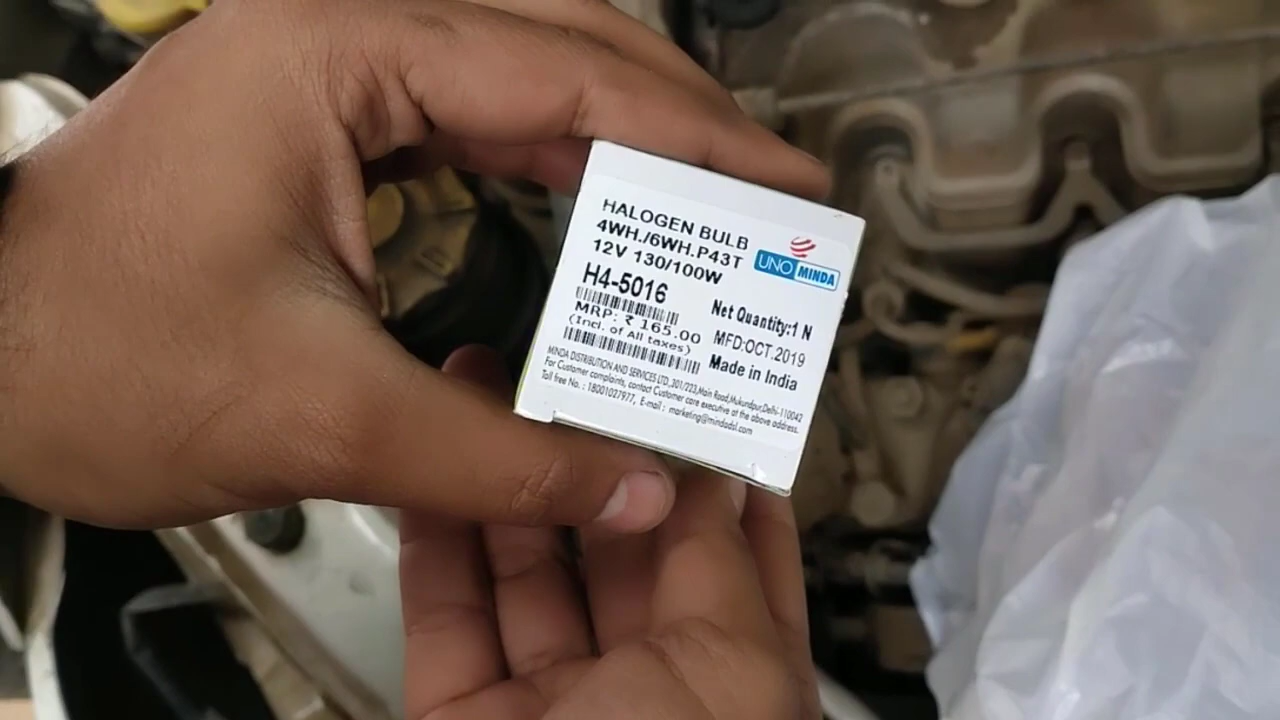 HALOGEN BULB
4WH./6WH.P43T
12V 130/100W
UNO MINDA
H4-5016
Net Quantity:1 N
MRP: ₹ 165.00
MFD:OCT.2019
(Incl. of All taxes)
Made in India
MINDA DISTRIBUTION AND SERVICES LTD.,301/223,Main Road,Mukundpur,Delhi-110042
For Customer complaints, contact Customer care executive at the above address.
Toll free No. : 18001027977, E-mail : marketing@mindadsl.com